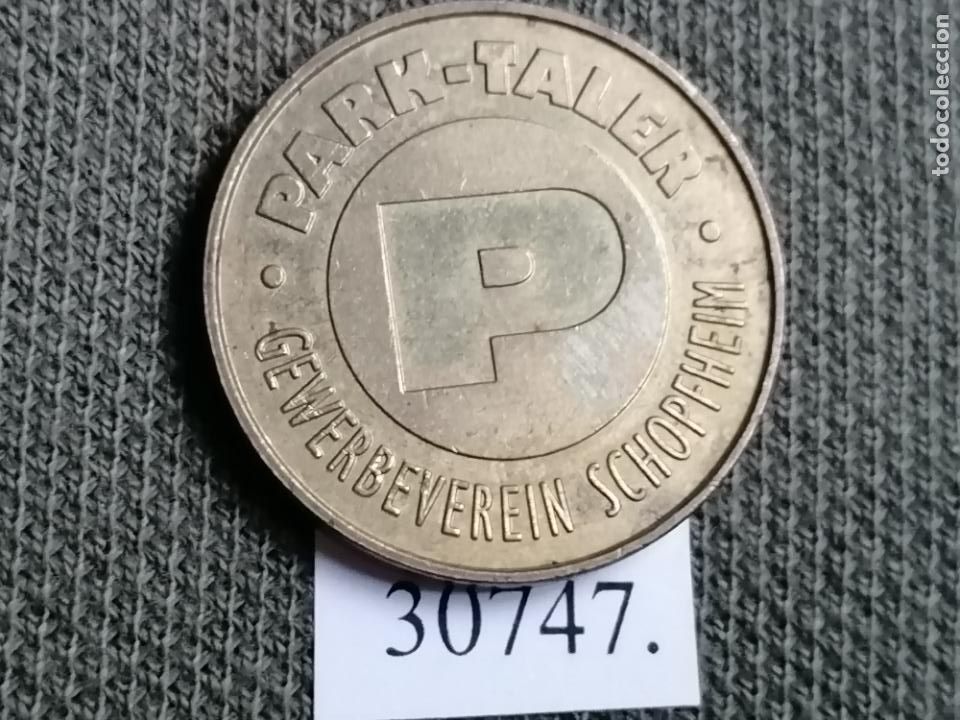 • PARK-TALER •
P
GEWERBEVEREIN SCHOPFHEIM
30747.
todocoleccion